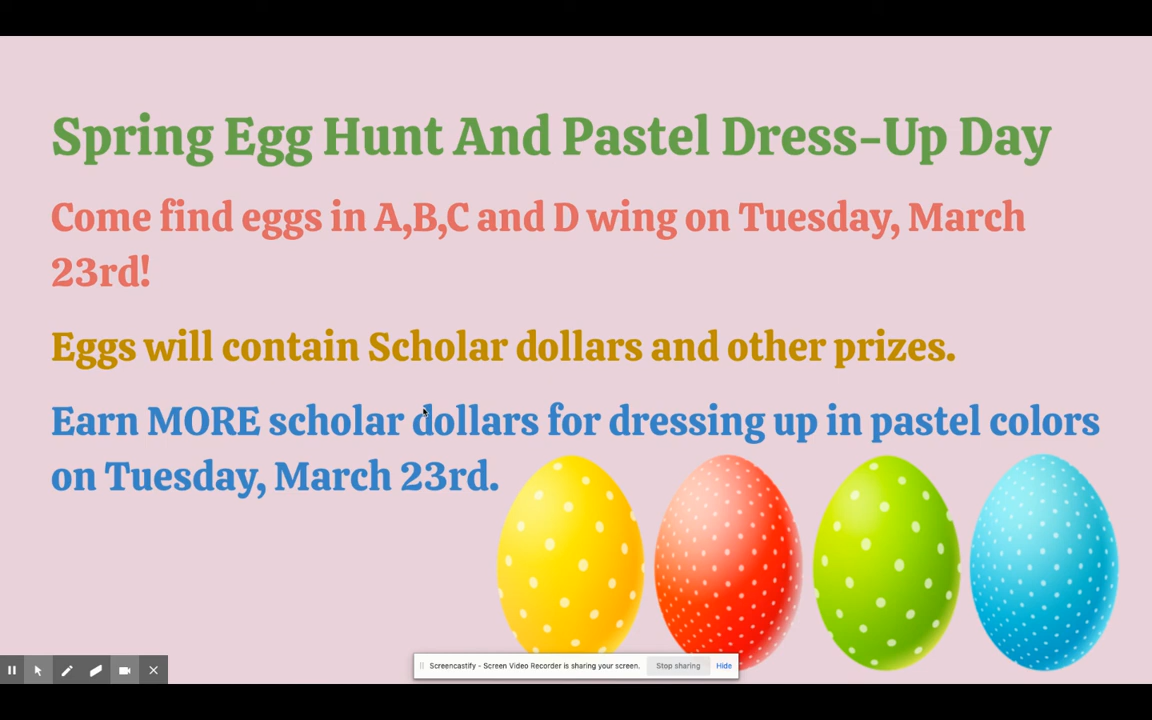 Spring Egg Hunt And Pastel Dress-Up Day
Come find eggs in A,B,C and D wing on Tuesday, March
23rd!
Eggs will contain Scholar dollars and other prizes.
Earn MORE scholar dollars for dressing up in pastel colors
on Tuesday, March 23rd.
Screencastify - Screen Video Recorder is sharing your screen. Stop sharing Hide